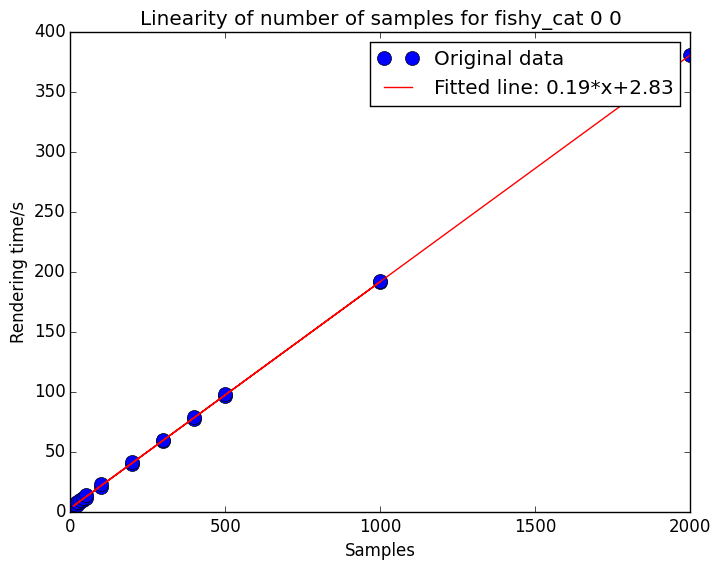 Linearity of number of samples for fishy_cat 0 0
Original data
Fitted line: 0.19*x+2.83
400
350
300
250
200
150
100
50
0
Rendering time/s
0
500
1000
1500
2000
Samples